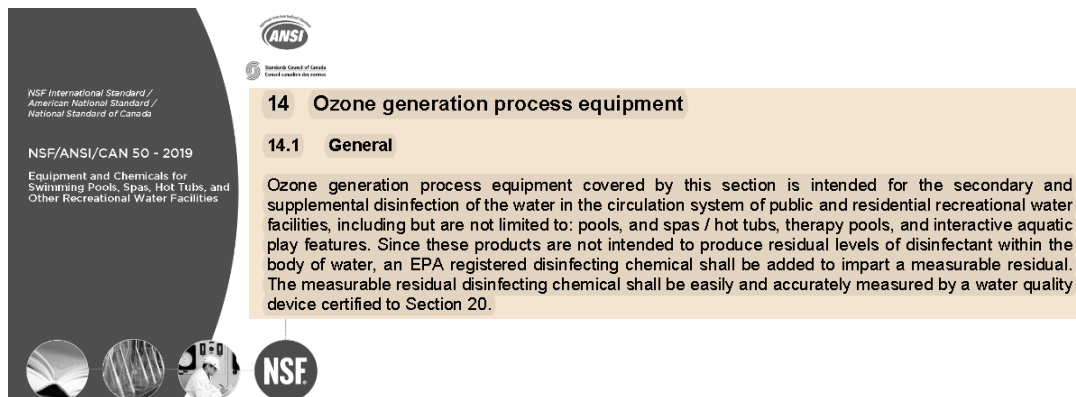 ANSI
Standards Council of Canada
Conseil canadien des normes
NSF International Standard /
American National Standard /
National Standard of Canada
NSF/ANSI/CAN 50 - 2019
Equipment and Chemicals for
Swimming Pools, Spas, Hot Tubs, and
Other Recreational Water Facilities
14 Ozone generation process equipment
14.1 General
Ozone generation process equipment covered by this section is intended for the secondary and
supplemental disinfection of the water in the circulation system of public and residential recreational water
facilities, including but are not limited to: pools, and spas / hot tubs, therapy pools, and interactive aquatic
play features. Since these products are not intended to produce residual levels of disinfectant within the
body of water, an EPA registered disinfecting chemical shall be added to impart a measurable residual.
The measurable residual disinfecting chemical shall be easily and accurately measured by a water quality
device certified to Section 20.
NSF